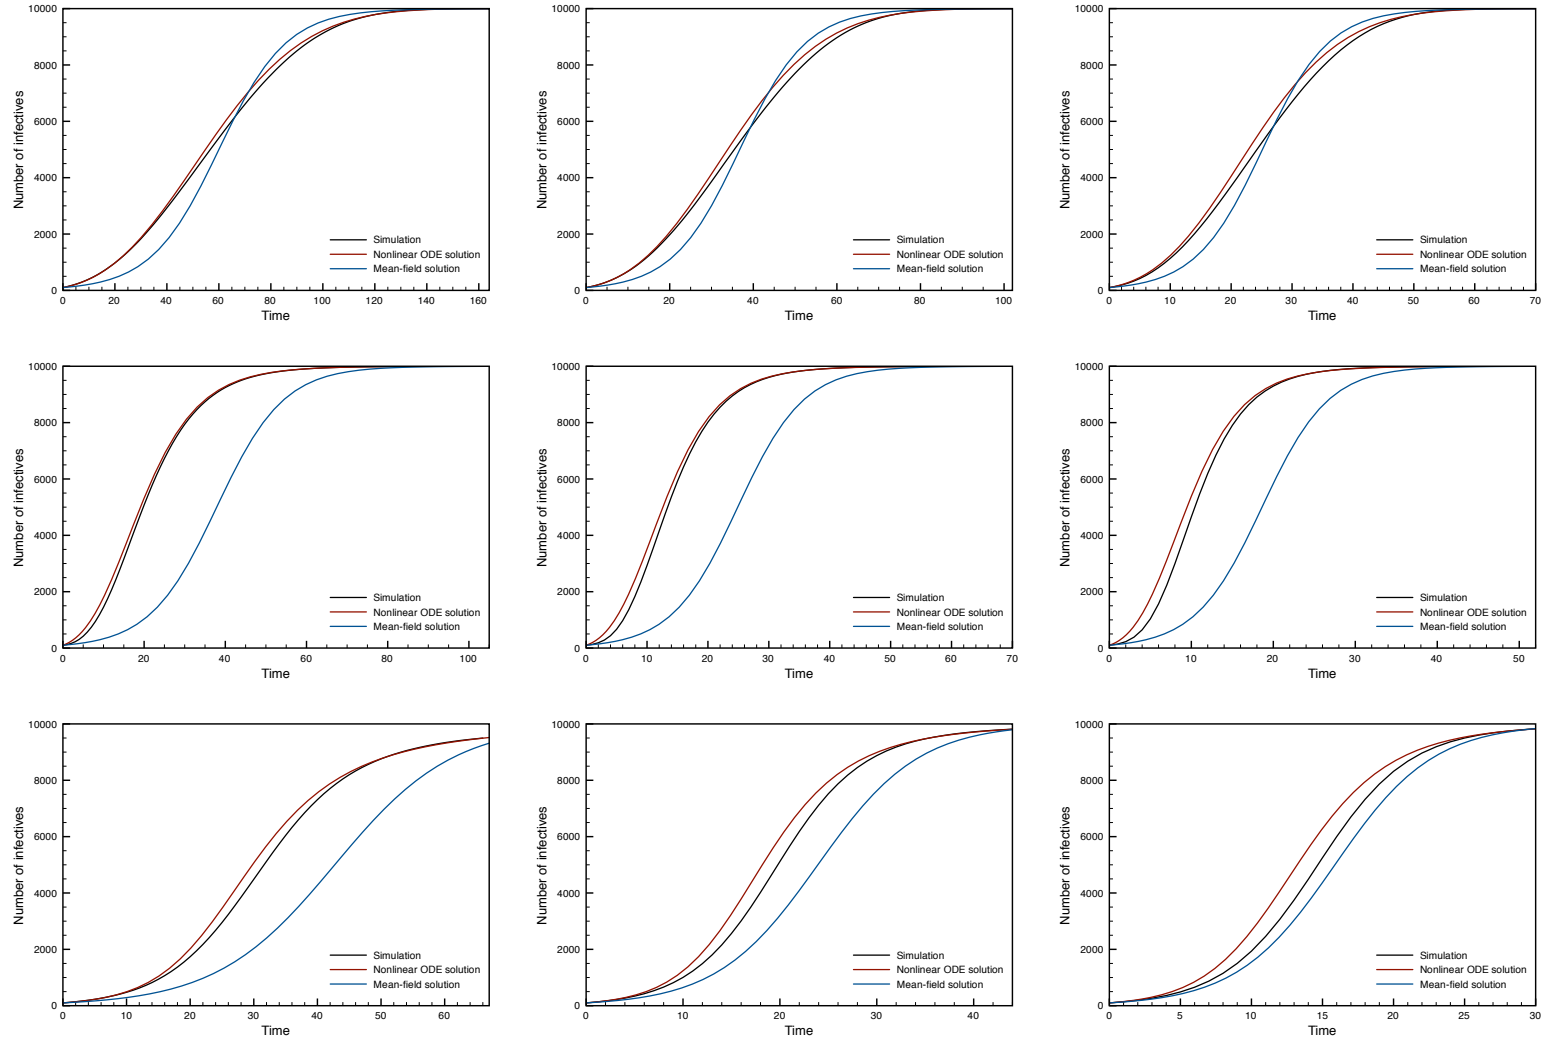 10000
8000
6000
4000
2000
0
Number of infectives
Simulation
Nonlinear ODE solution
Mean-field solution
0 20 40 60 80 100 120 140 160
Time
10000
8000
6000
4000
2000
0
Number of infectives
Simulation
Nonlinear ODE solution
Mean-field solution
0 20 40 60 80 100
Time
10000
8000
6000
4000
2000
0
Number of infectives
Simulation
Nonlinear ODE solution
Mean-field solution
0 10 20 30 40 50 60 70
Time
10000
8000
6000
4000
2000
0
Number of infectives
Simulation
Nonlinear ODE solution
Mean-field solution
0 20 40 60 80 100
Time
10000
8000
6000
4000
2000
0
Number of infectives
Simulation
Nonlinear ODE solution
Mean-field solution
0 10 20 30 40 50 60 70
Time
10000
8000
6000
4000
2000
0
Number of infectives
Simulation
Nonlinear ODE solution
Mean-field solution
0 10 20 30 40 50
Time
10000
8000
6000
4000
2000
0
Number of infectives
Simulation
Nonlinear ODE solution
Mean-field solution
0 10 20 30 40 50 60
Time
10000
8000
6000
4000
2000
0
Number of infectives
Simulation
Nonlinear ODE solution
Mean-field solution
0 10 20 30 40
Time
10000
8000
6000
4000
2000
0
Number of infectives
Simulation
Nonlinear ODE solution
Mean-field solution
0 5 10 15 20 25 30
Time